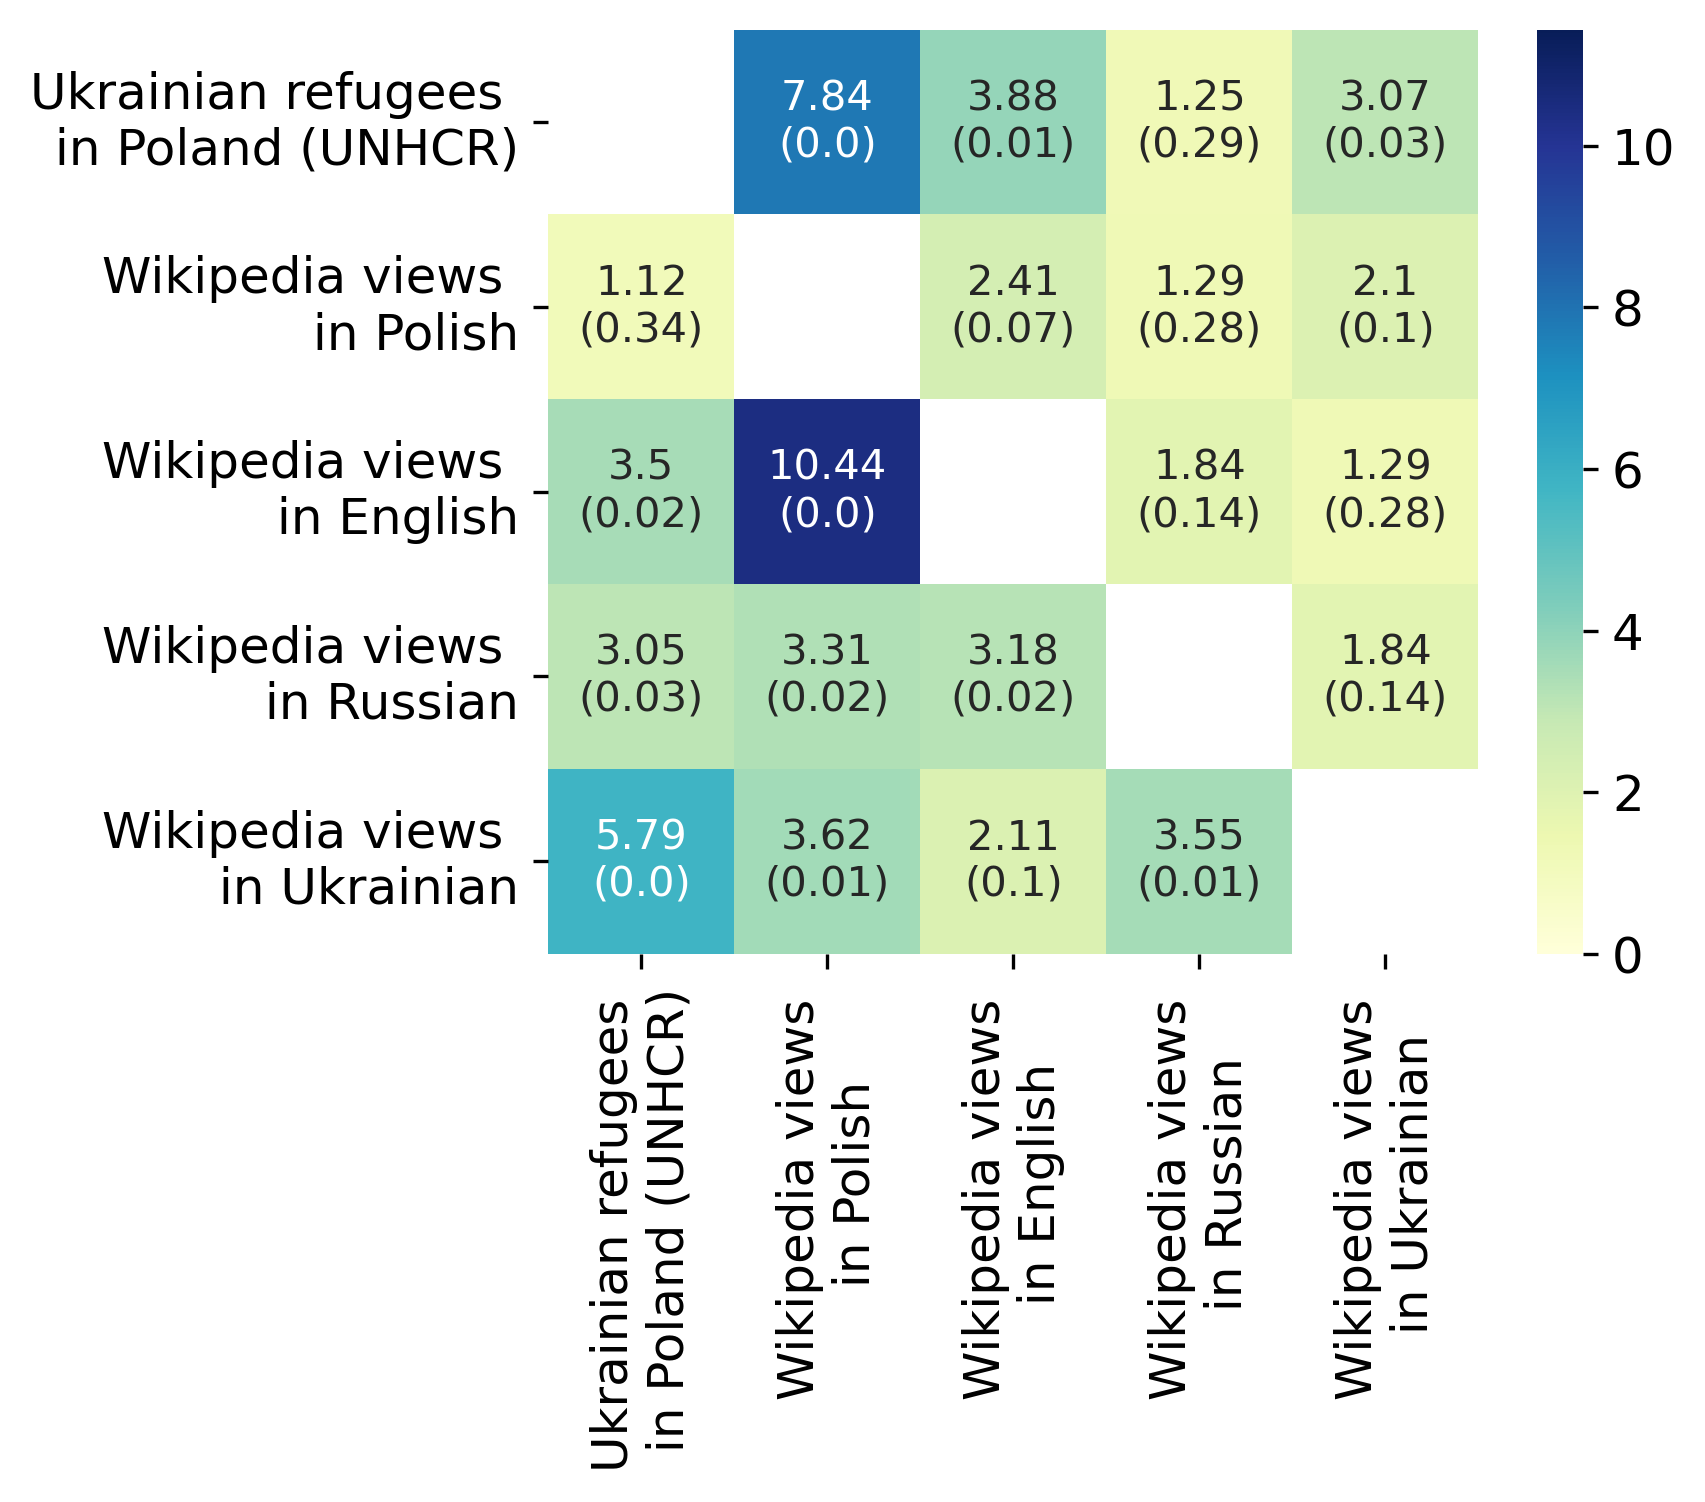 Ukrainian refugees
in Poland (UNHCR)
7.84
(0.0)
3.88
(0.01)
1.25
(0.29)
3.07
(0.03)
Wikipedia views
in Polish
1.12
(0.34)
2.41
(0.07)
1.29
(0.28)
2.1
(0.1)
Wikipedia views
in English
3.5
(0.02)
10.44
(0.0)
1.84
(0.14)
1.29
(0.28)
Wikipedia views
in Russian
3.05
(0.03)
3.31
(0.02)
3.18
(0.02)
1.84
(0.14)
Wikipedia views
in Ukrainian
5.79
(0.0)
3.62
(0.01)
2.11
(0.1)
3.55
(0.01)
10
8
6
4
2
0
Ukrainian refugees
in Poland (UNHCR)
Wikipedia views
in Polish
Wikipedia views
in English
Wikipedia views
in Russian
Wikipedia views
in Ukrainian